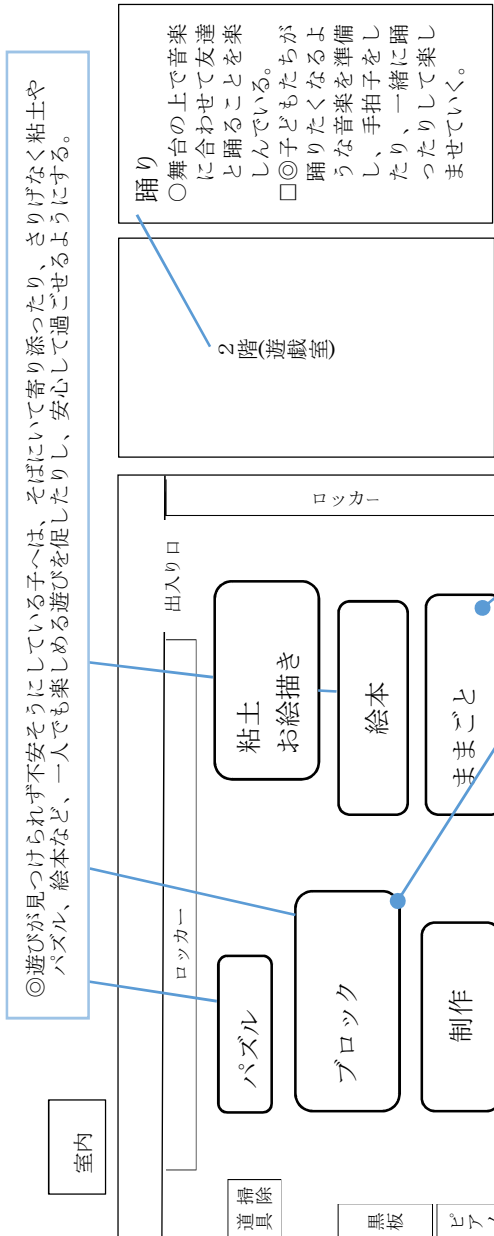 室内
◎遊びが見つけられず不安そうにしている子へは、そばにいて寄り添ったり、さりげなく粘土や
パズル、絵本など、一人でも楽しめる遊びを促したりし、安心して過ごせるようにする。
ロッカー
出入り口
ロッカー
掃除
道具
黒板
パズル
ブロック
制作
粘土
お絵描き
絵本
ままごと
２階(遊戯室)
踊り
○舞台の上で音楽
に合わせて友達
と踊ることを楽
しんでいる。
□◎子どもたちが
踊りたくなるよ
うな音楽を準備
し、手拍子をし
たり、一緒に踊
ったりして楽し
ませていく。